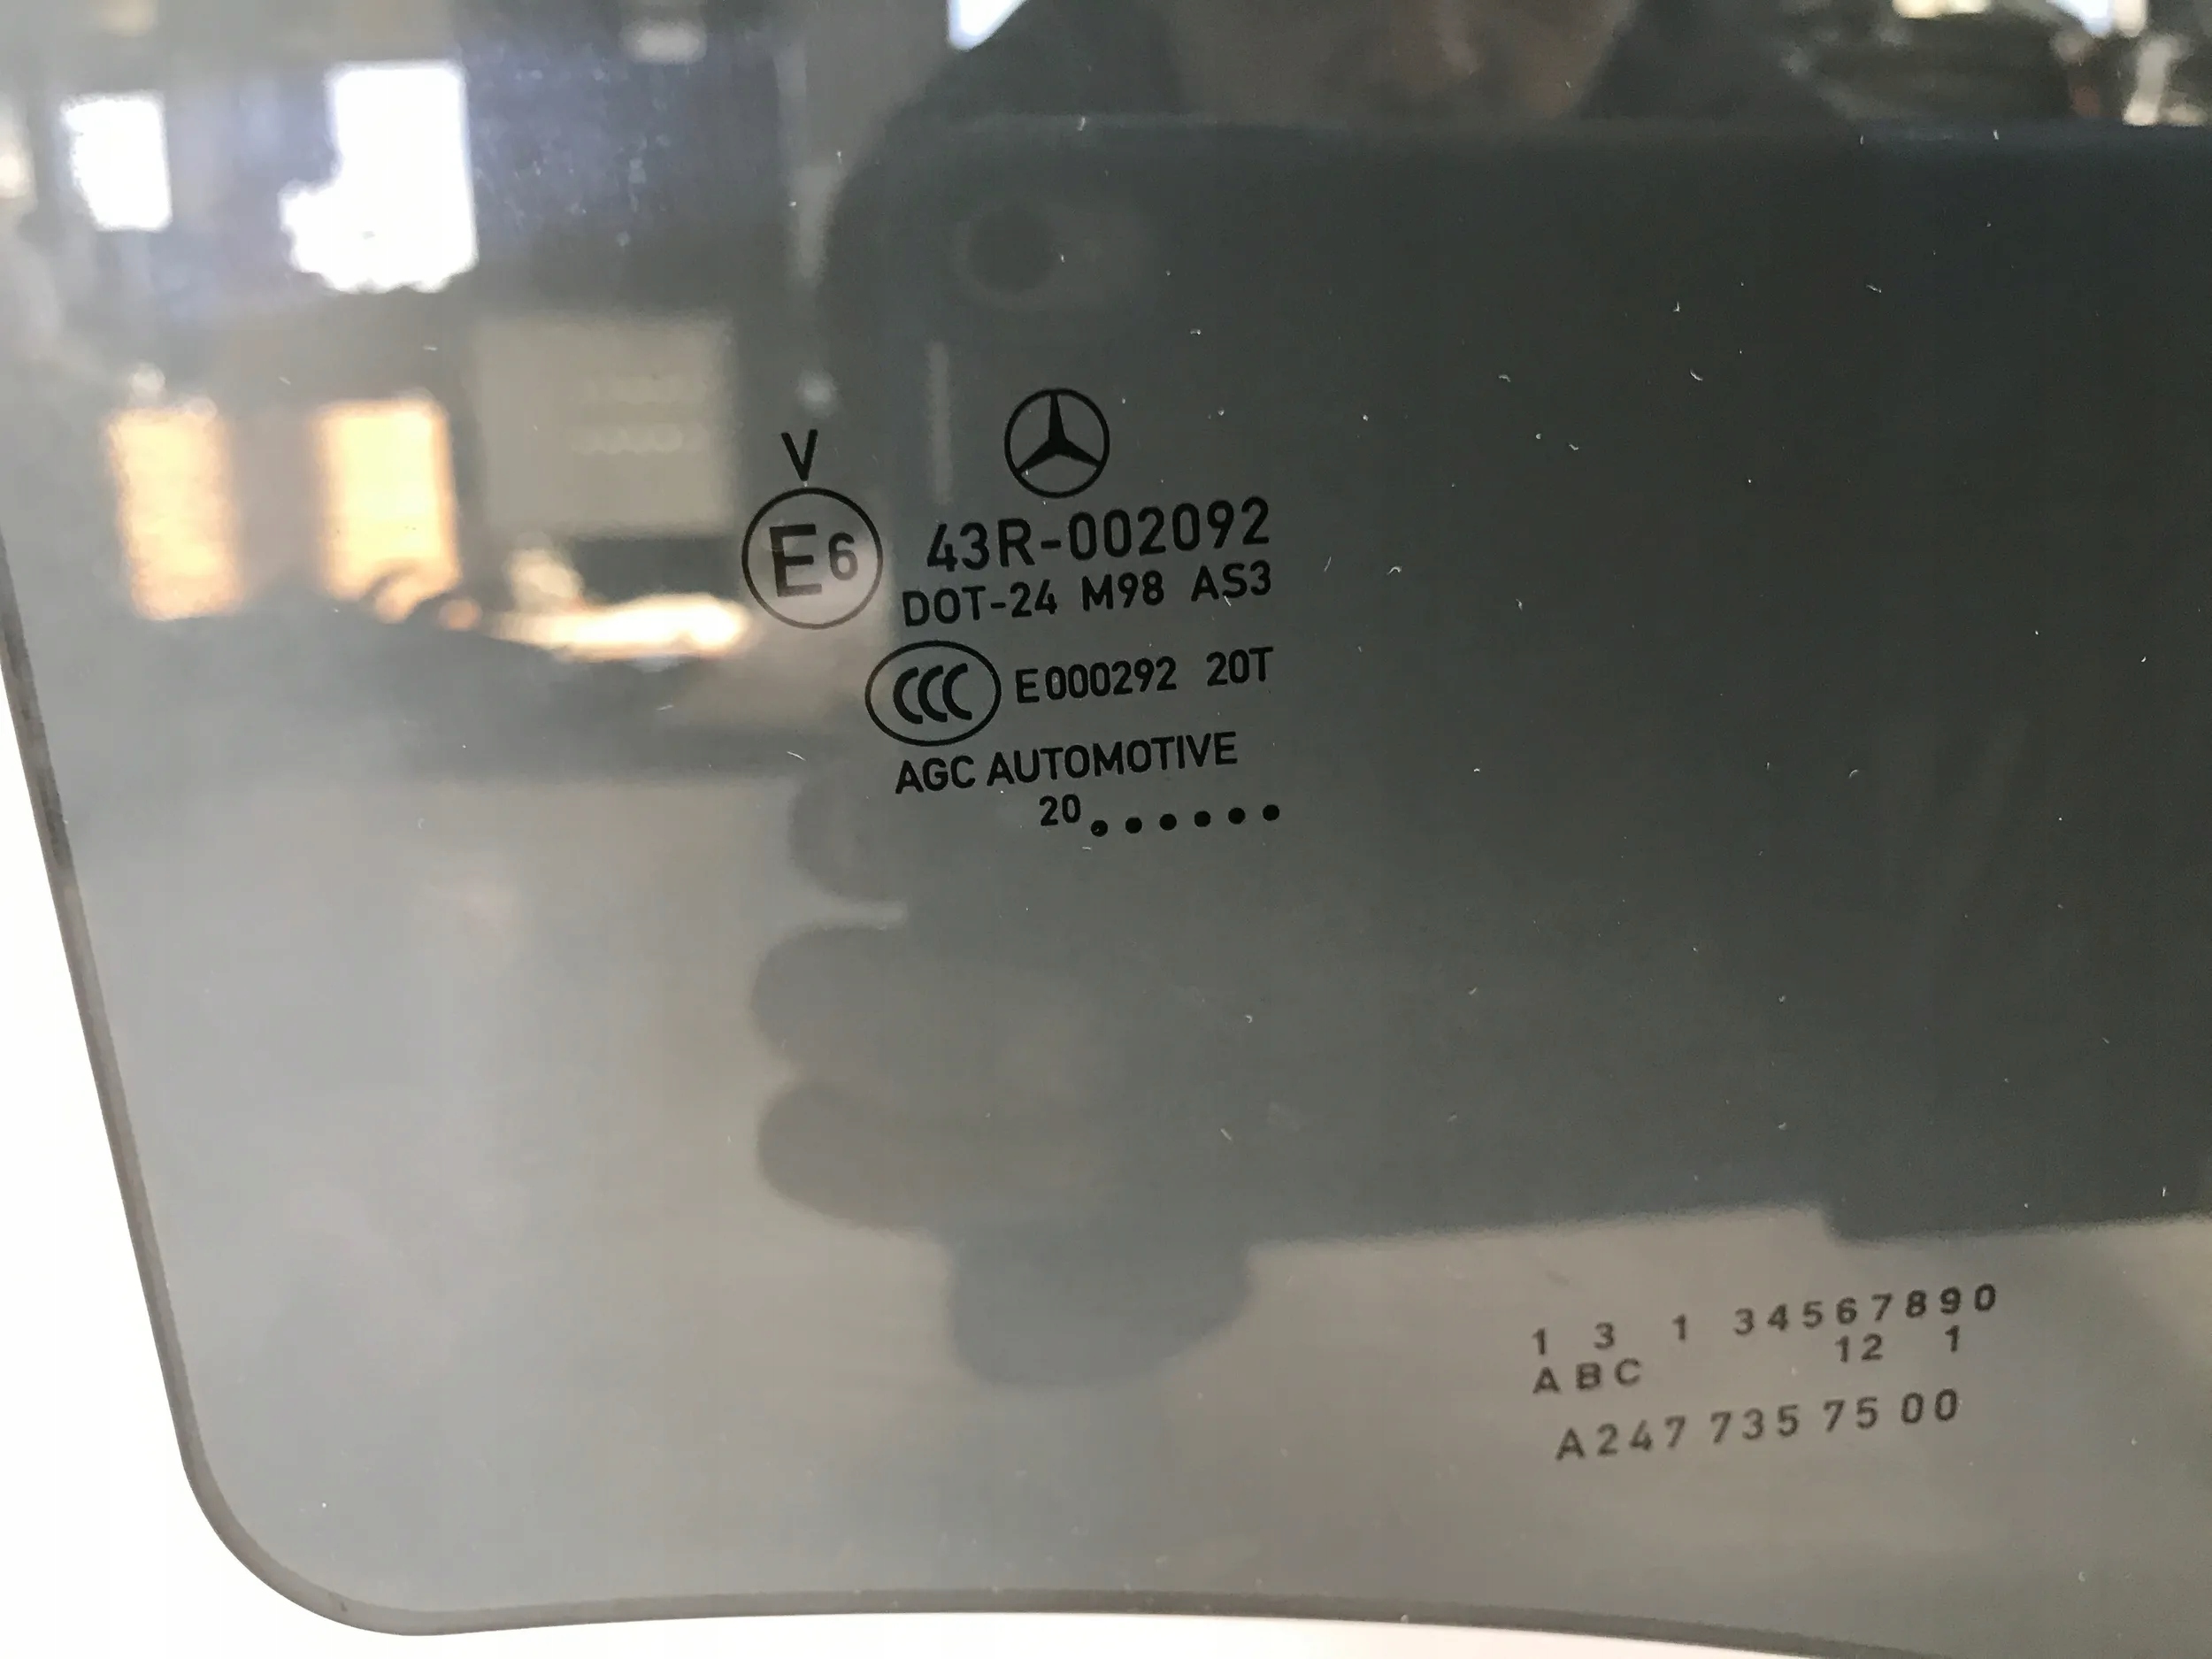 V
E6
43R-002092
DOT-24 M98 AS3
CCC E000292 20T
AGC AUTOMOTIVE
20......
1 3 1 34567890
ABC 12 1
A247 735 75 00